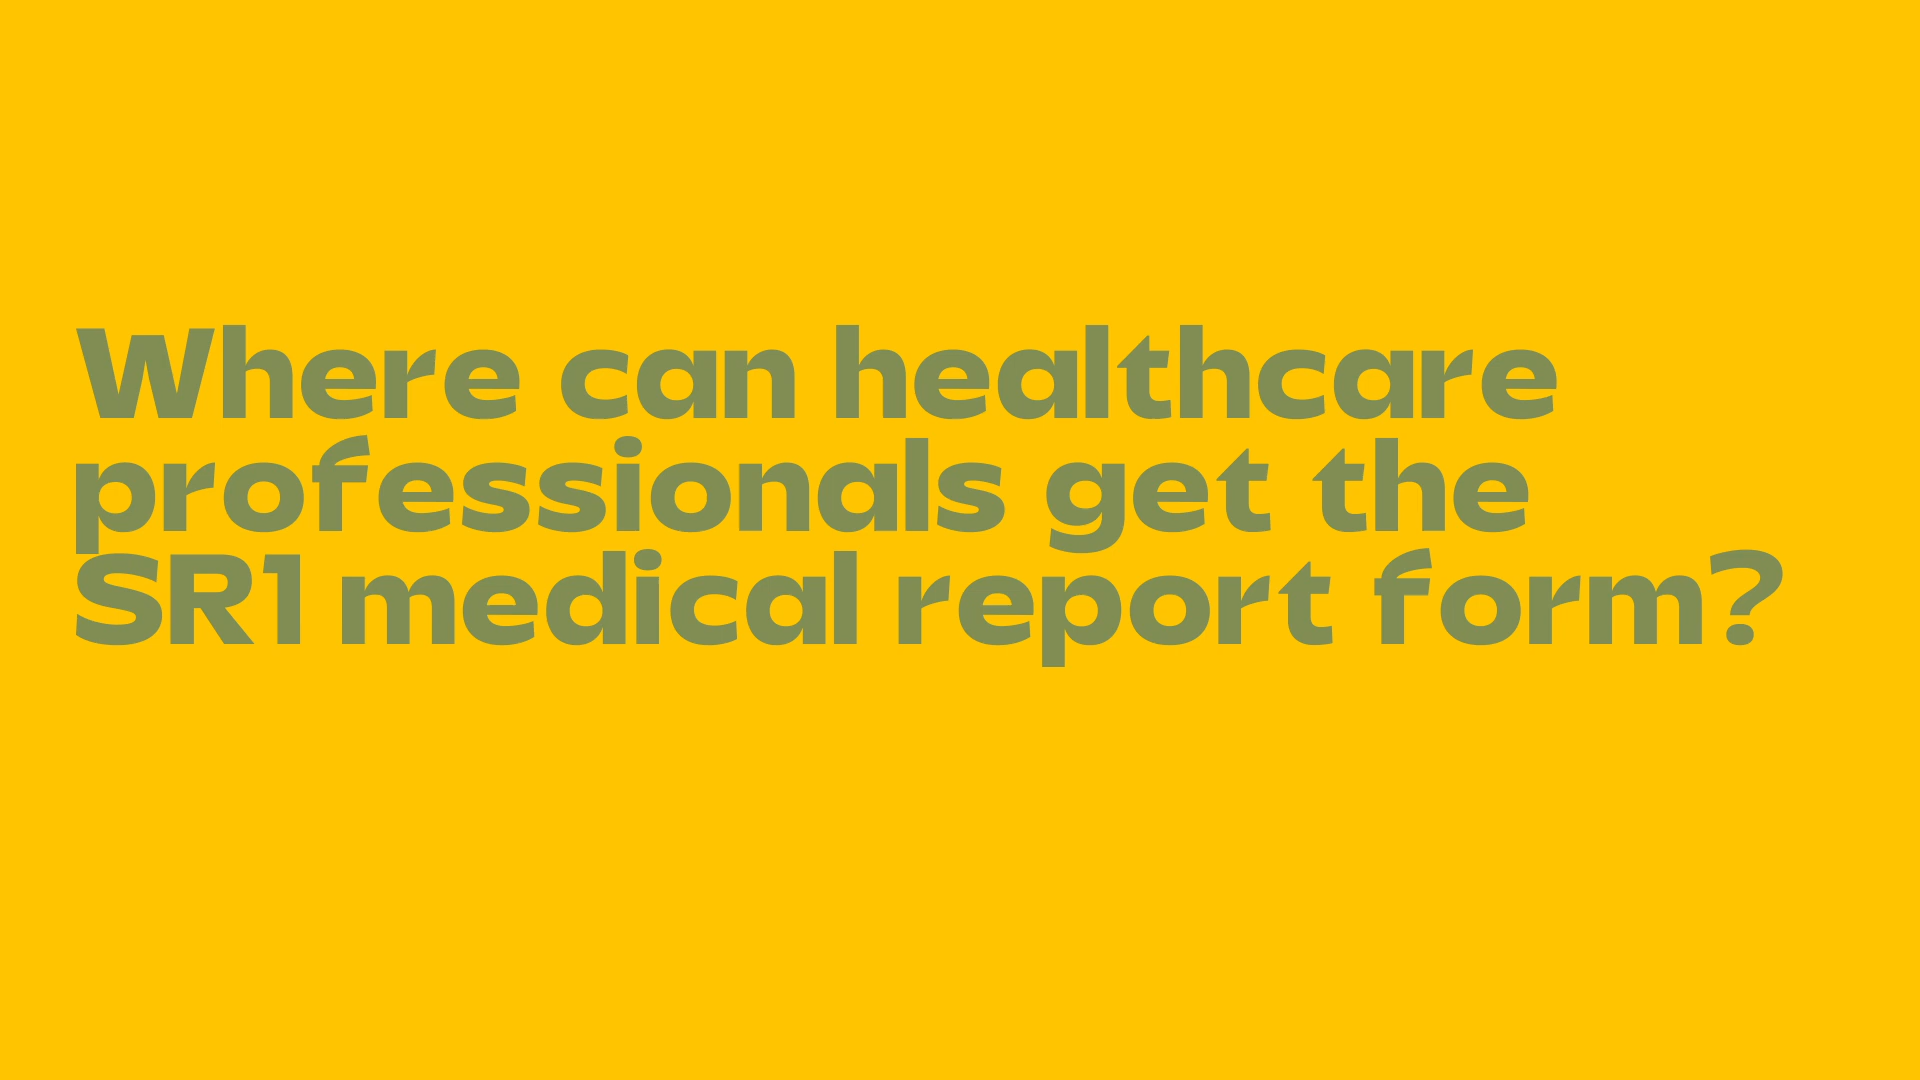 Where can healthcare
professionals get the
SR1 medical report form?